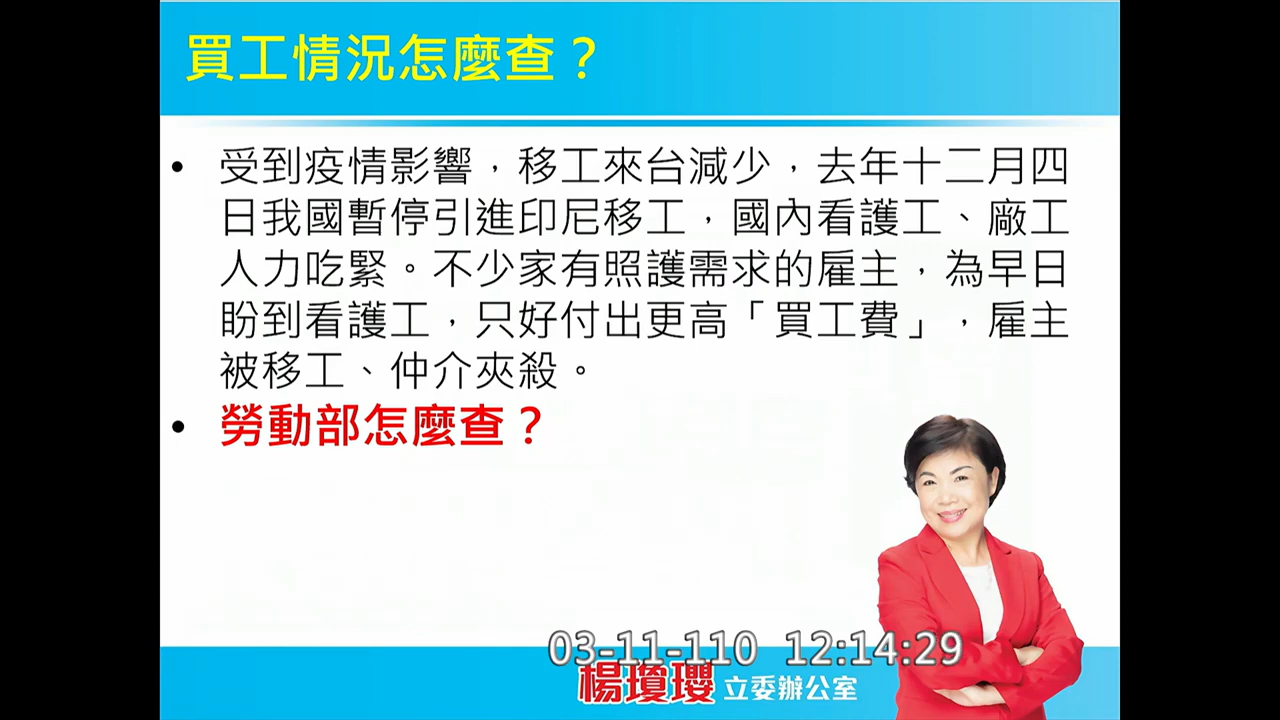 買工情況怎麼查？
• 受到疫情影響，移工來台減少，去年十二月四
日我國暫停引進印尼移工，國內看護工、廠工
人力吃緊。不少家有照護需求的雇主，為早日
盼到看護工，只好付出更高「買工費」，雇主
被移工、仲介夾殺。
• 勞動部怎麼查？
03-11-110 12:14:29
楊瓊瓔 立委辦公室